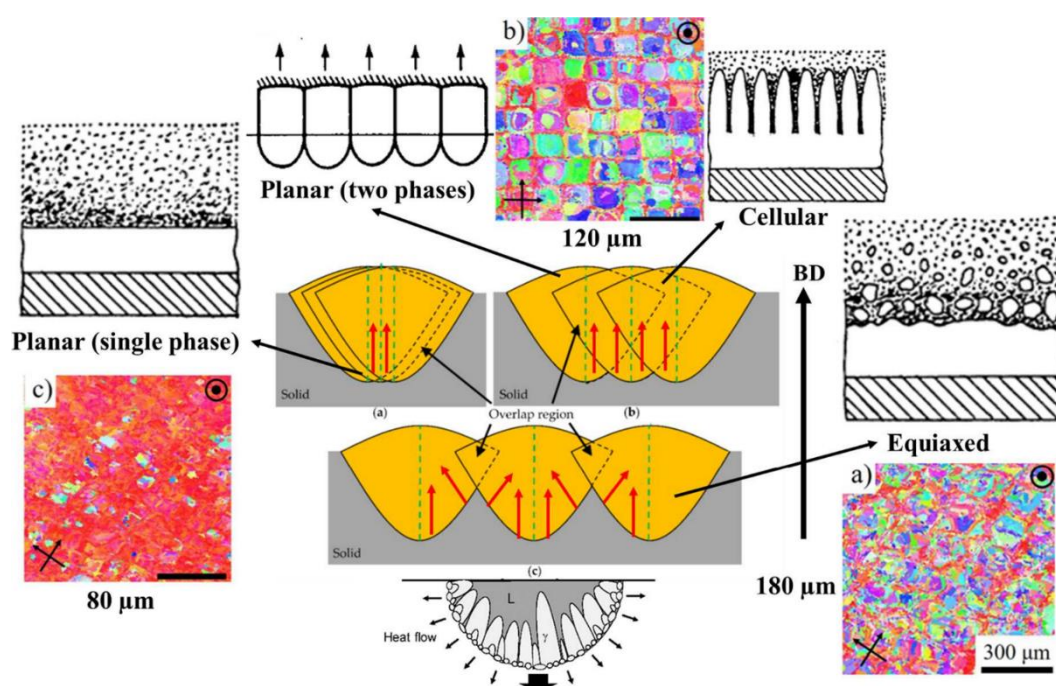 b)
Planar (two phases)
120 µm
Cellular
Planar (single phase)
BD
Solid
(a)
Overlap region
Solid
(b)
Equiaxed
c)
a)
Solid
(c)
80 µm
180 µm
L
γ
Heat flow
300 µm